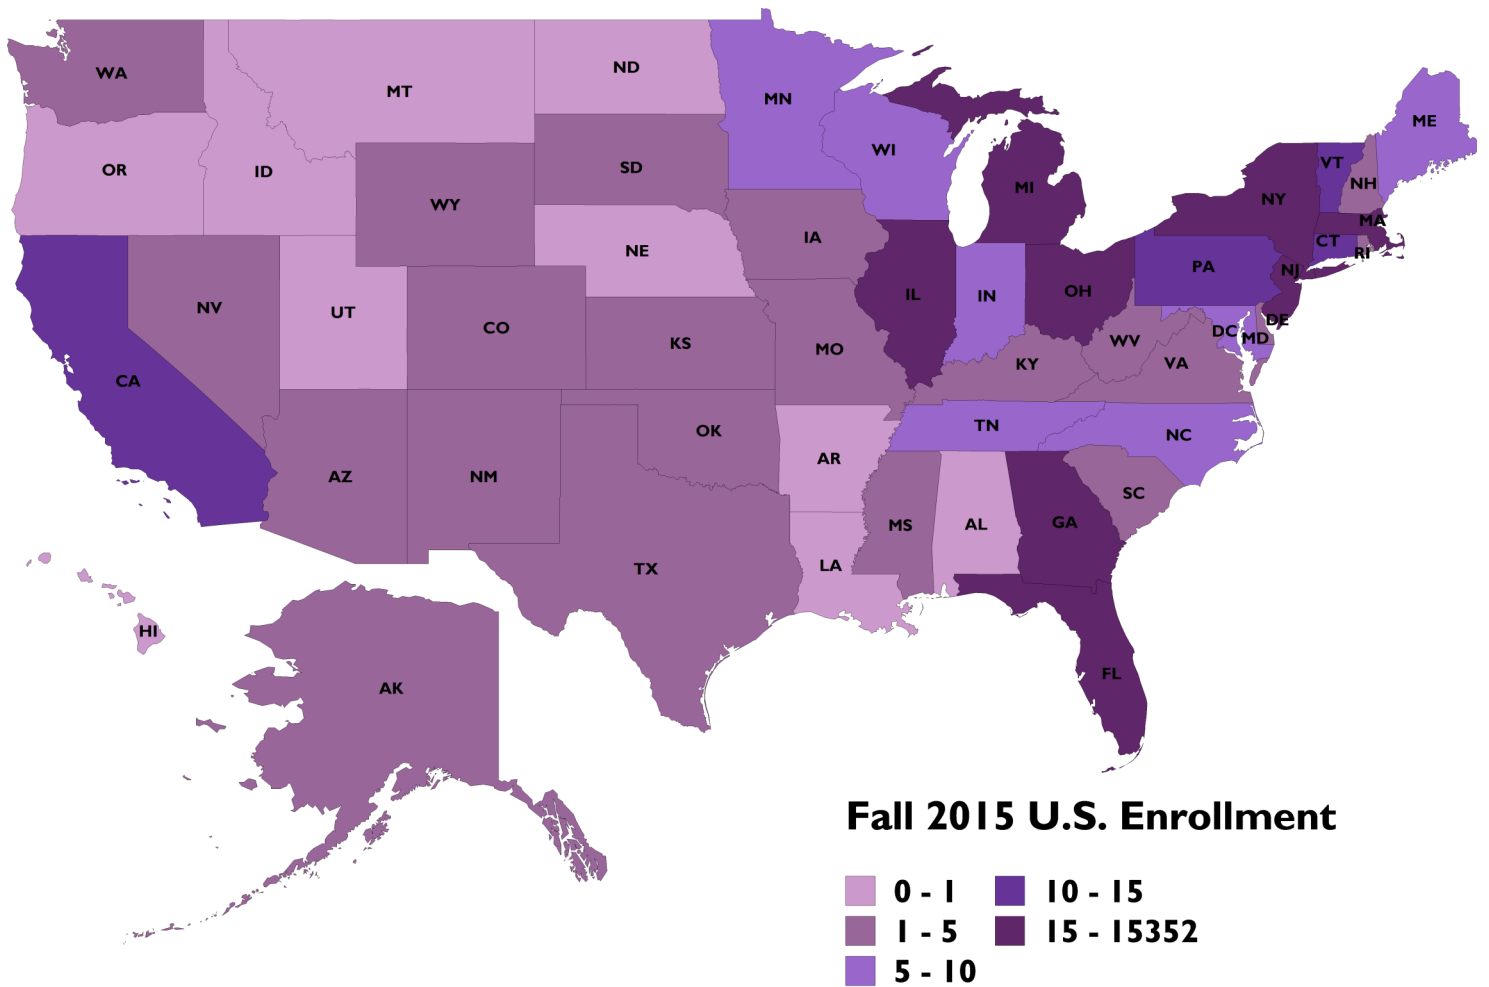 WA
MT
ND
MN
ME
WI
VT
OR
ID
SD
NH
MI
NY
WY
MA
IA
CT
NE
RI
PA
NJ
OH
IL
IN
NV
UT
CO
DE
DC
MD
WV
KS
MO
KY
VA
CA
TN
OK
NC
AR
AZ
NM
SC
MS
AL
GA
LA
TX
HI
FL
AK
Fall 2015 U.S. Enrollment
0 - 1
10 - 15
1 - 5
15 - 15352
5 - 10